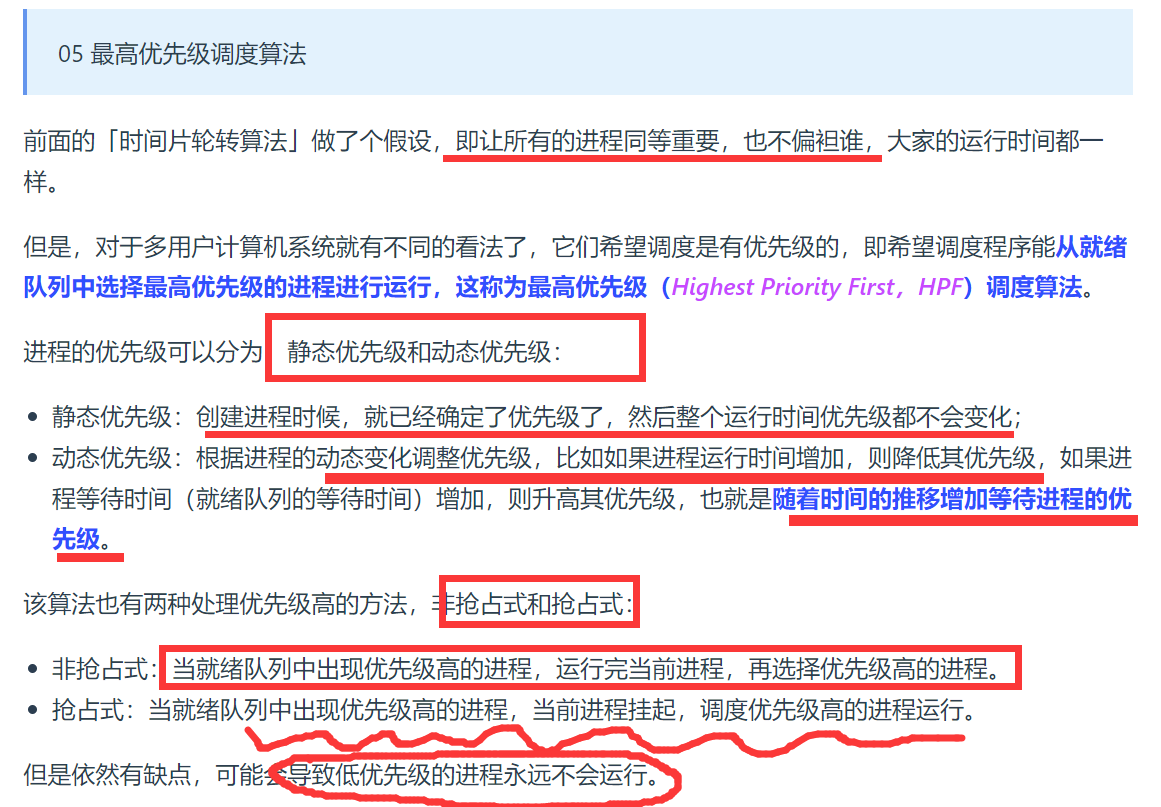 05 最高优先级调度算法
前面的「时间片轮转算法」做了个假设，即让所有的进程同等重要，也不偏袒谁，大家的运行时间都一
样。
但是，对于多用户计算机系统就有不同的看法了，它们希望调度是有优先级的，即希望调度程序能从就绪
队列中选择最高优先级的进程进行运行，这称为最高优先级（Highest Priority First，HPF）调度算法。
进程的优先级可以分为，静态优先级和动态优先级：
静态优先级：创建进程时候，就已经确定了优先级了，然后整个运行时间优先级都不会变化；
动态优先级：根据进程的动态变化调整优先级，比如如果进程运行时间增加，则降低其优先级，如果进
程等待时间（就绪队列的等待时间）增加，则升高其优先级，也就是随着时间的推移增加等待进程的优
先级。
该算法也有两种处理优先级高的方法，非抢占式和抢占式：
非抢占式：当就绪队列中出现优先级高的进程，运行完当前进程，再选择优先级高的进程。
抢占式：当就绪队列中出现优先级高的进程，当前进程挂起，调度优先级高的进程运行。
但是依然有缺点，可能会导致低优先级的进程永远不会运行。